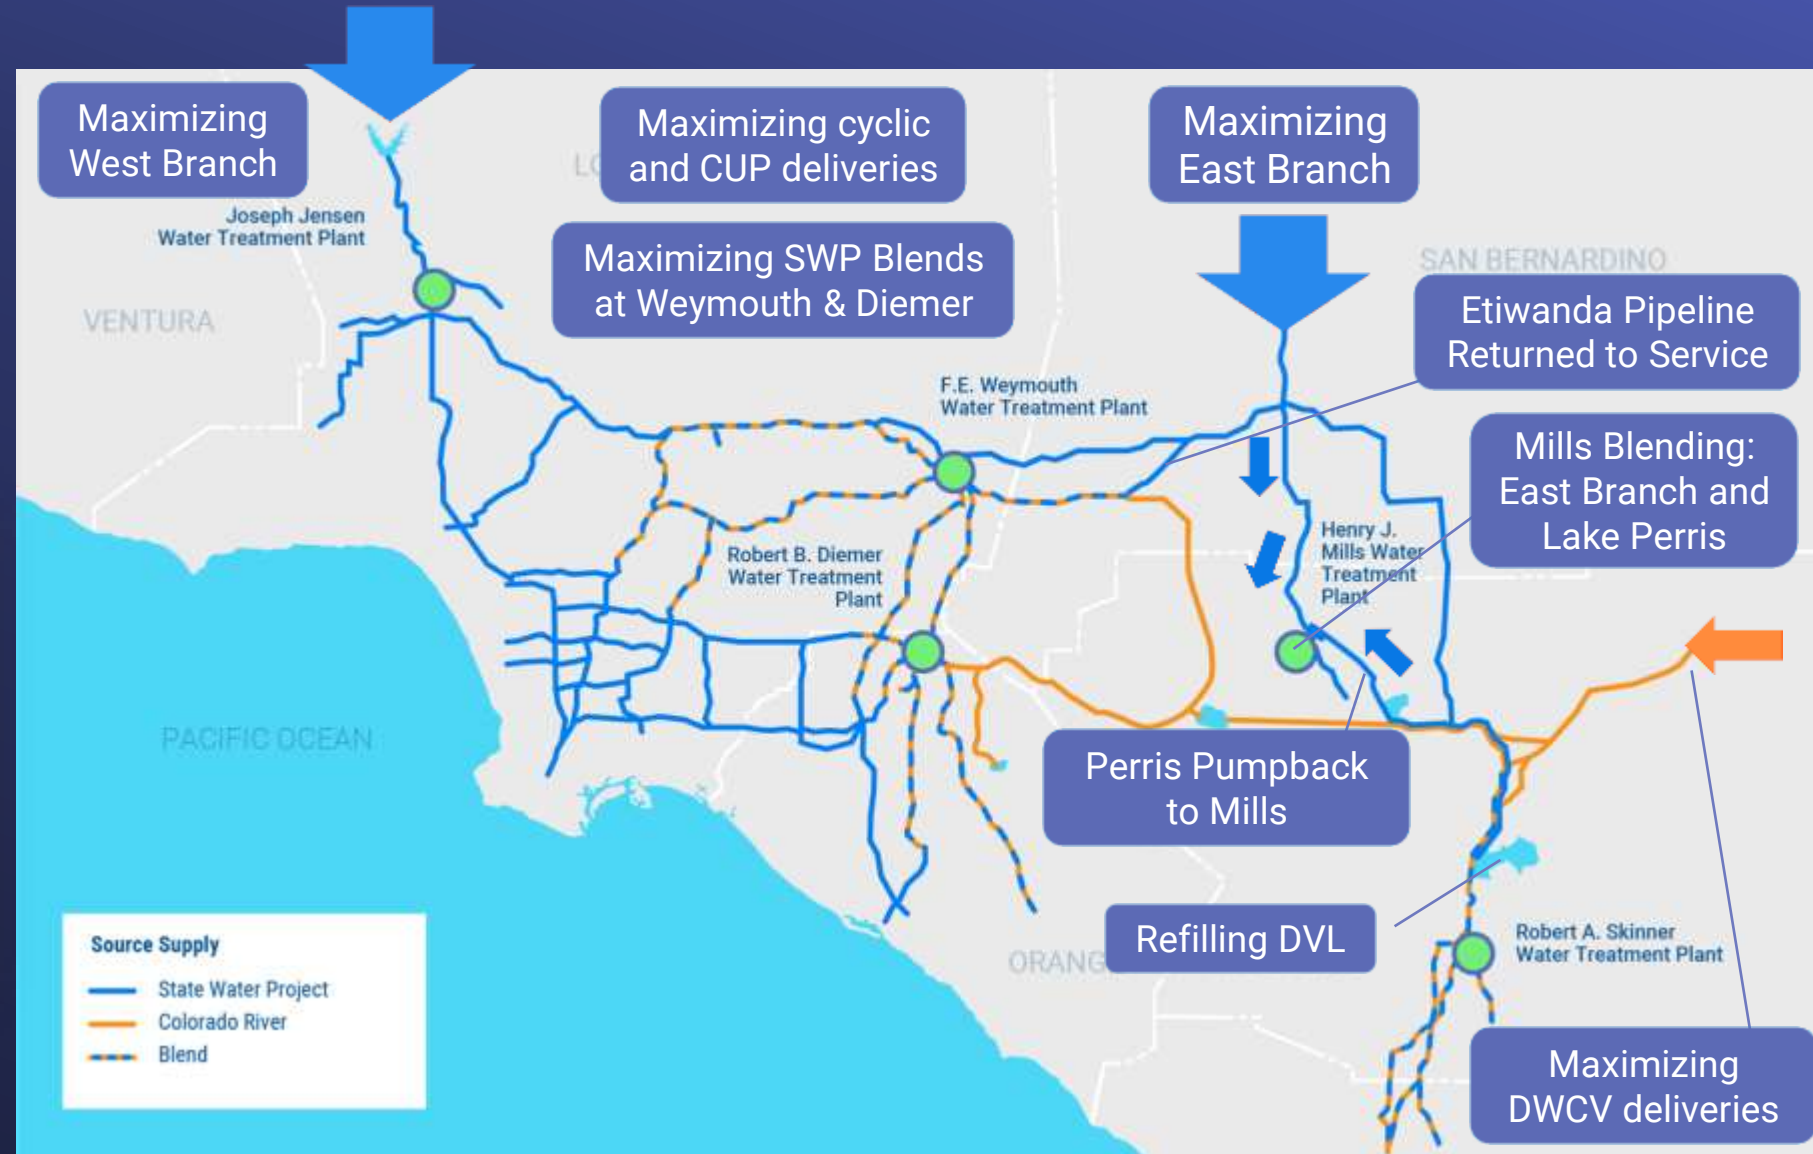 Maximizing
West Branch
Maximizing cyclic
and CUP deliveries
Maximizing
East Branch
Joseph Jensen
Water Treatment Plant
Maximizing SWP Blends
at Weymouth & Diemer
SAN BERNARDINO
VENTURA
Etiwanda Pipeline
Returned to Service
F.E. Weymouth
Water Treatment Plant
Mills Blending:
East Branch and
Lake Perris
Henry J.
Mills Water
Treatment
Plant
Robert B. Diemer
Water Treatment
Plant
PACIFIC OCEAN
Perris Pumpback
to Mills
Refilling DVL
ORANG
Robert A. Skinner
Water Treatment Plant
Source Supply
State Water Project
Colorado River
Blend
Maximizing
DWCV deliveries